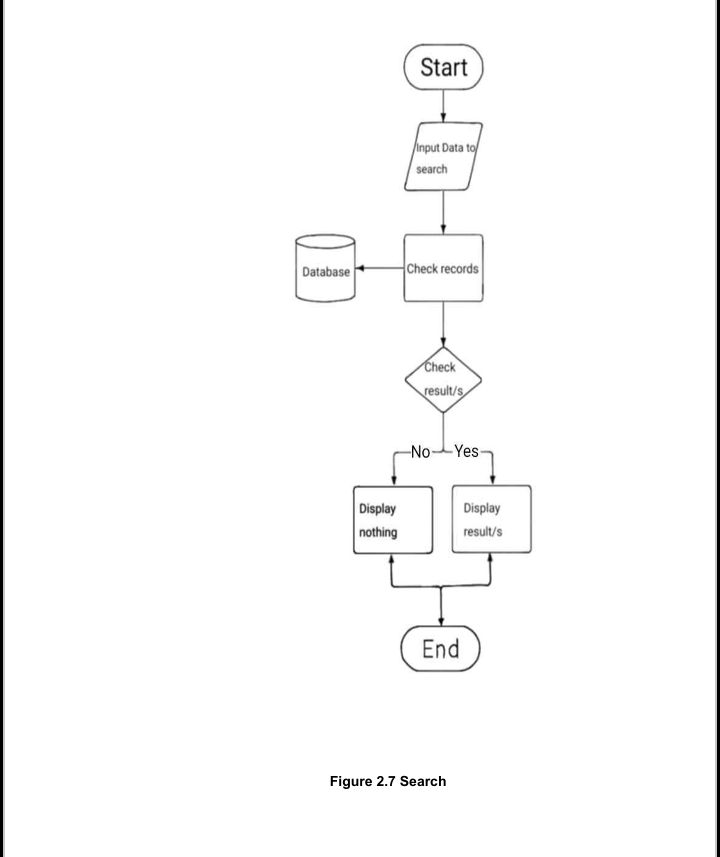 Start
Input Data to
search
Database
Check records
Check
result/s
No
Yes
Display
nothing
Display
result/s
End
Figure 2.7 Search